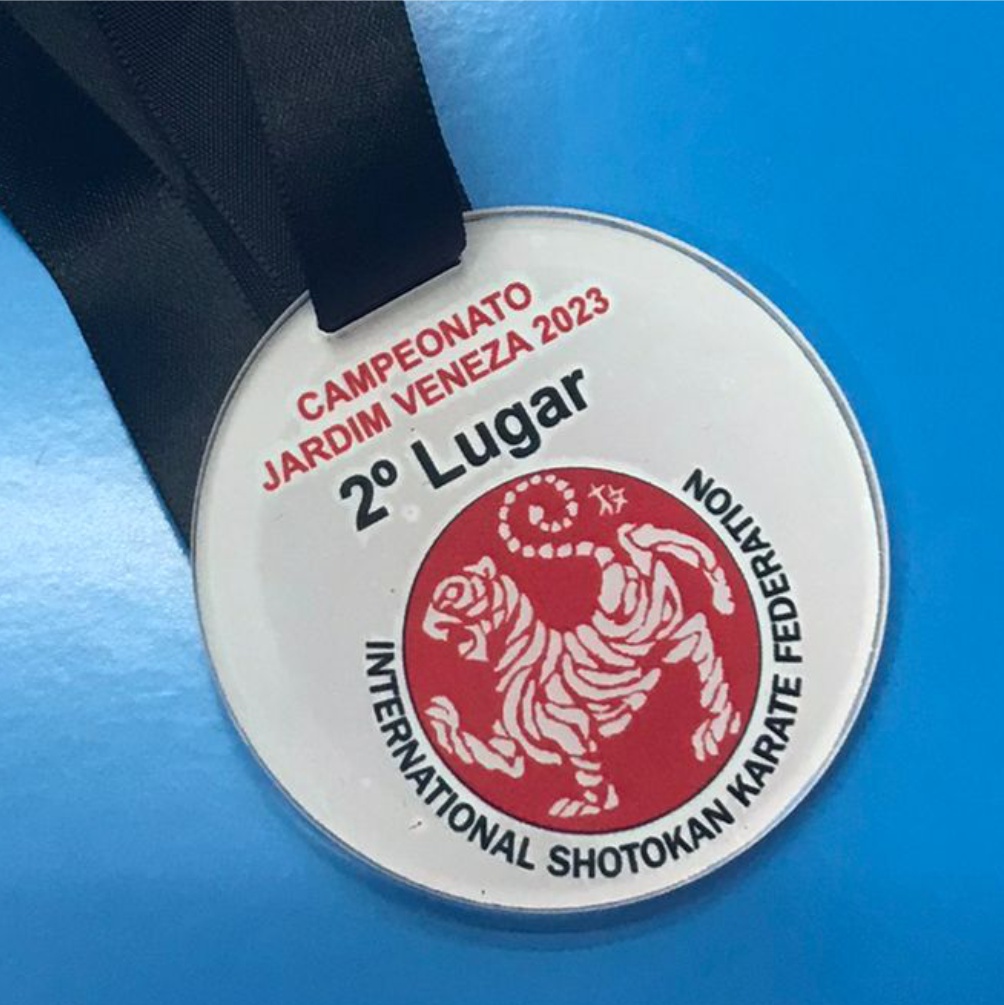 CAMPEONATO
JARDIM VENEZA 2023
2º Lugar
INTERNATIONAL SHOTOKAN KARATE FEDERATION